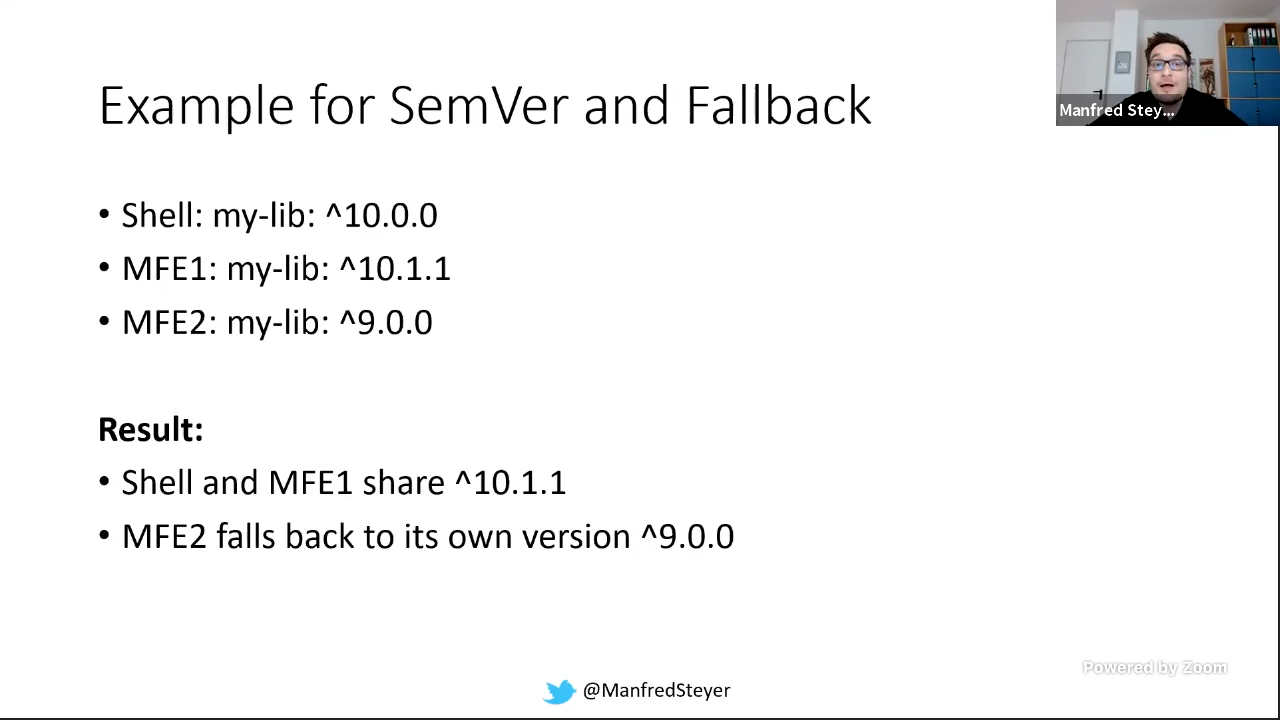 Example for SemVer and Fallback
Manfred Stey...
• Shell: my-lib: ^10.0.0
• MFE1: my-lib: ^10.1.1
• MFE2: my-lib: ^9.0.0
Result:
• Shell and MFE1 share ^10.1.1
• MFE2 falls back to its own version ^9.0.0
Powered by Zoom
@ManfredSteyer